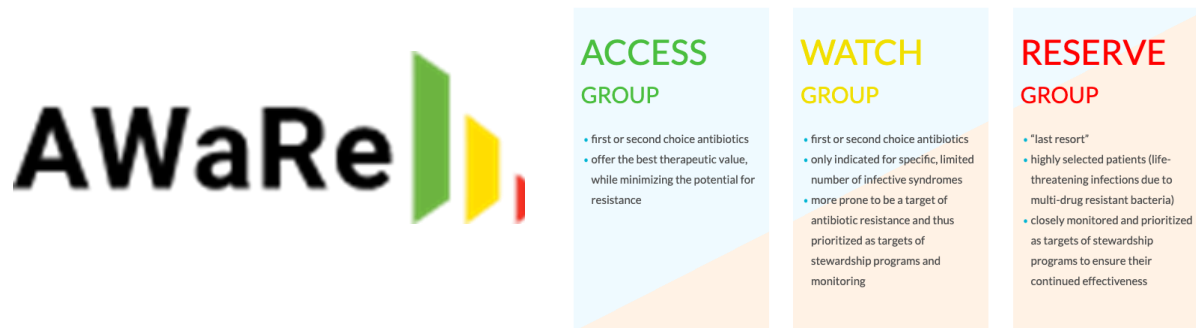 AWaRe
ACCESS
GROUP
• first or second choice antibiotics
• offer the best therapeutic value,
while minimizing the potential for
resistance
WATCH
GROUP
• first or second choice antibiotics
• only indicated for specific, limited
number of infective syndromes
• more prone to be a target of
antibiotic resistance and thus
prioritized as targets of
stewardship programs and
monitoring
RESERVE
GROUP
• “last resort”
• highly selected patients (life-
threatening infections due to
multi-drug resistant bacteria)
• closely monitored and prioritized
as targets of stewardship
programs to ensure their
continued effectiveness